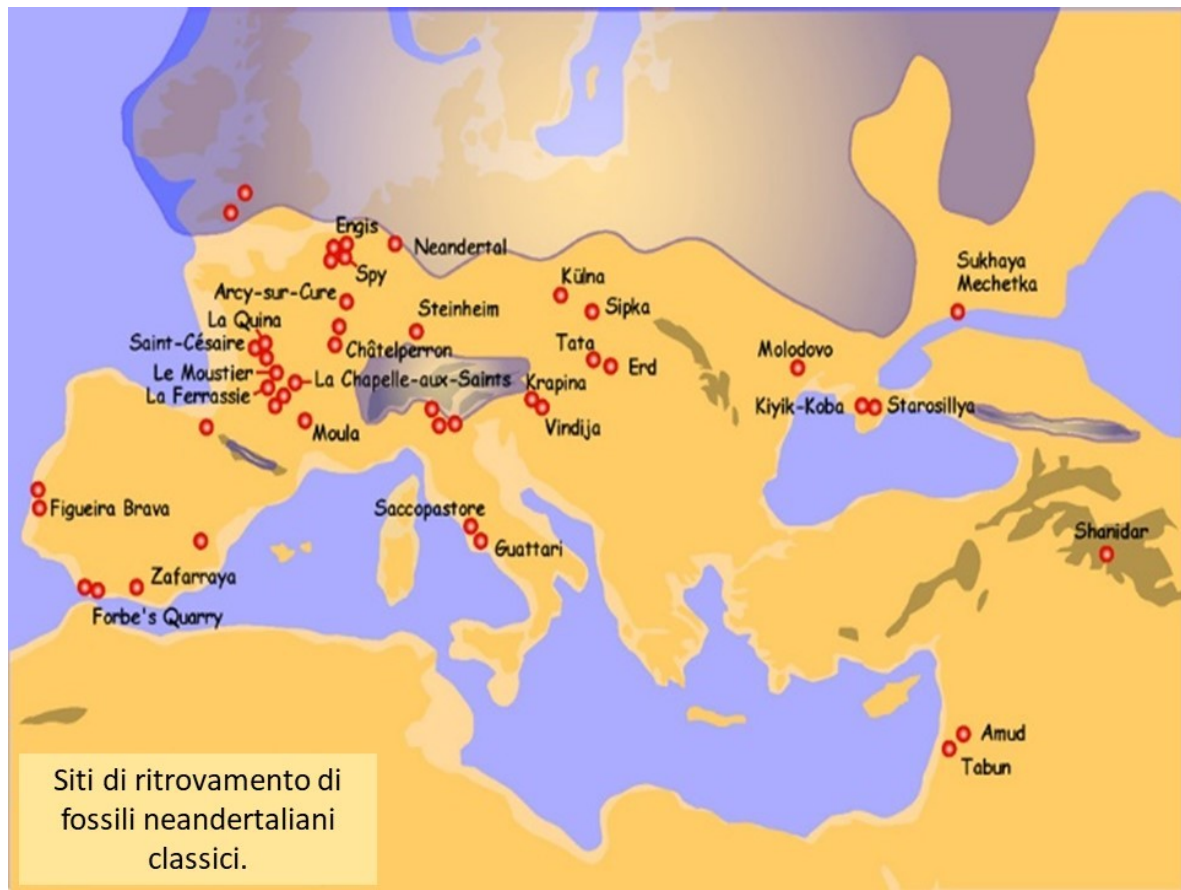 Engis
Neandertal
Spy
Külna
Sukhaya
Mechetka
Arcy-sur-Cure
Sipka
La Quina
Steinheim
Saint-Césaire
Châtelperron
Tata
Erd
Molodovo
Le Moustier
La Chapelle-aux-Saints
Krapina
La Ferrassie
Kiyik-Koba
Starosillya
Moula
Vindija
Figueira Brava
Saccopastore
Guattari
Shanidar
Zafarraya
Forbe's Quarry
Amud
Tabun
Siti di ritrovamento di
fossili neandertaliani
classici.